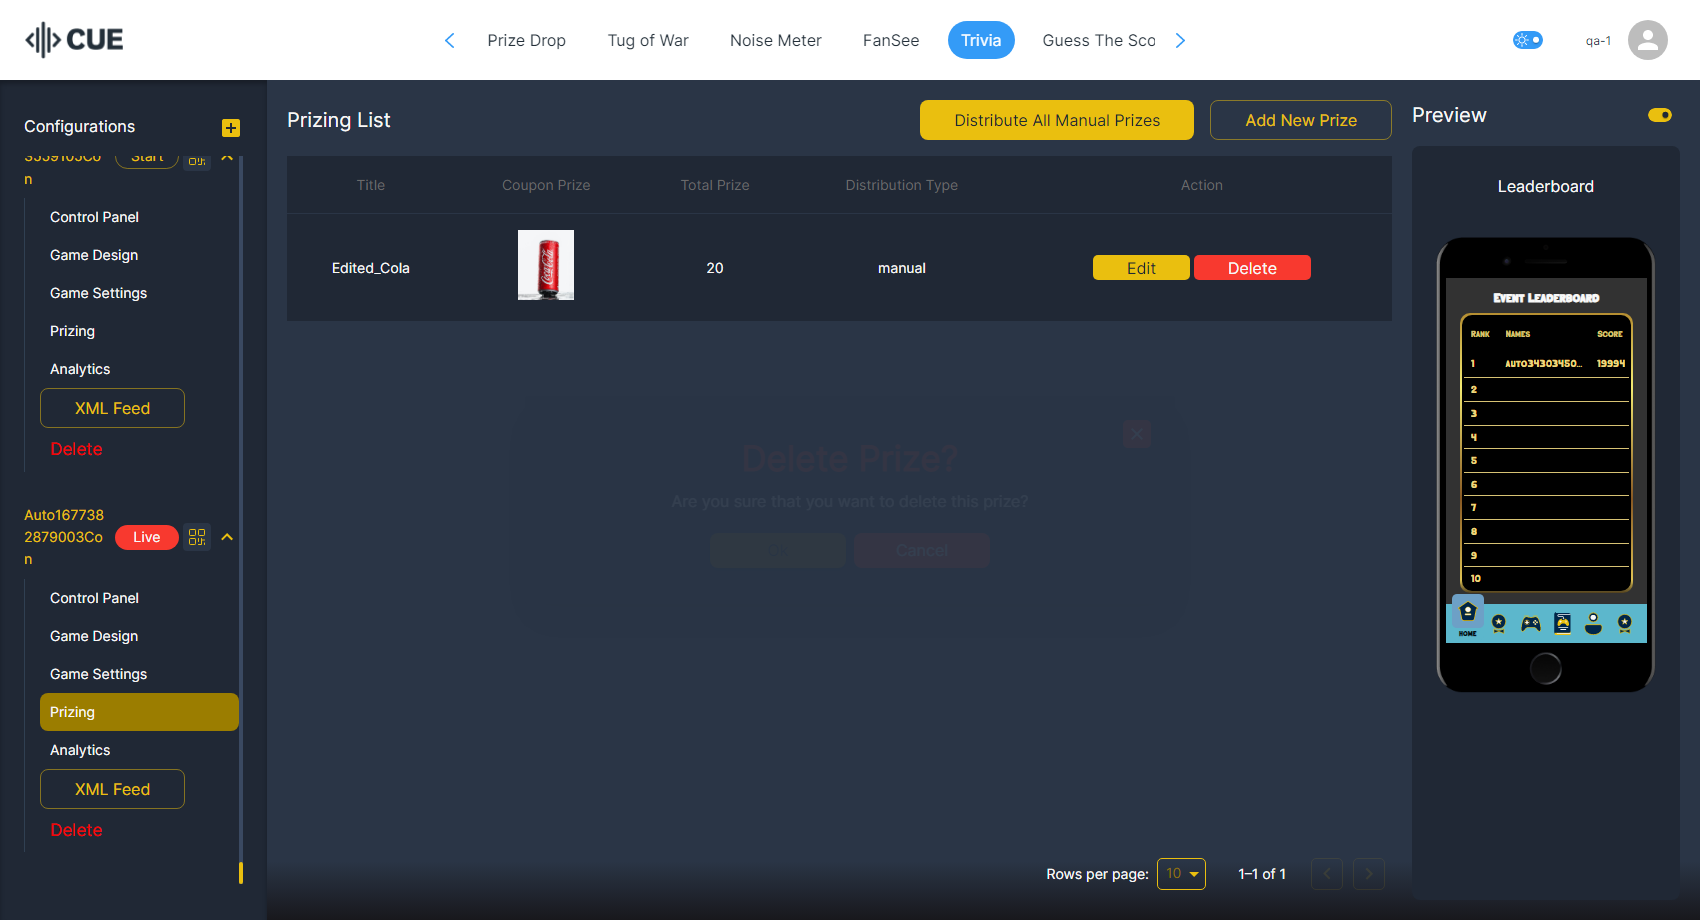 CUE
Prize Drop
Tug of War
Noise Meter
FanSee
Trivia
Guess The Sco
qa-1
Configurations
3559105Co
n
Start
Control Panel
Game Design
Game Settings
Prizing
Analytics
XML Feed
Delete
Auto167738
2879003Co
n
Live
Control Panel
Game Design
Game Settings
Prizing
Analytics
XML Feed
Delete
Prizing List
Distribute All Manual Prizes
Add New Prize
Title
Coupon Prize
Total Prize
Distribution Type
Action
Edited_Cola
Coca-Cola
20
manual
Edit
Delete
Delete Prize?
Are you sure that you want to delete this prize?
Cancel
Rows per page:
10
1–1 of 1
Preview
Leaderboard
Event Leaderboard
Rank Names Score
1 auto34303450... 19994
2
3
4
5
6
7
8
9
10
HOME